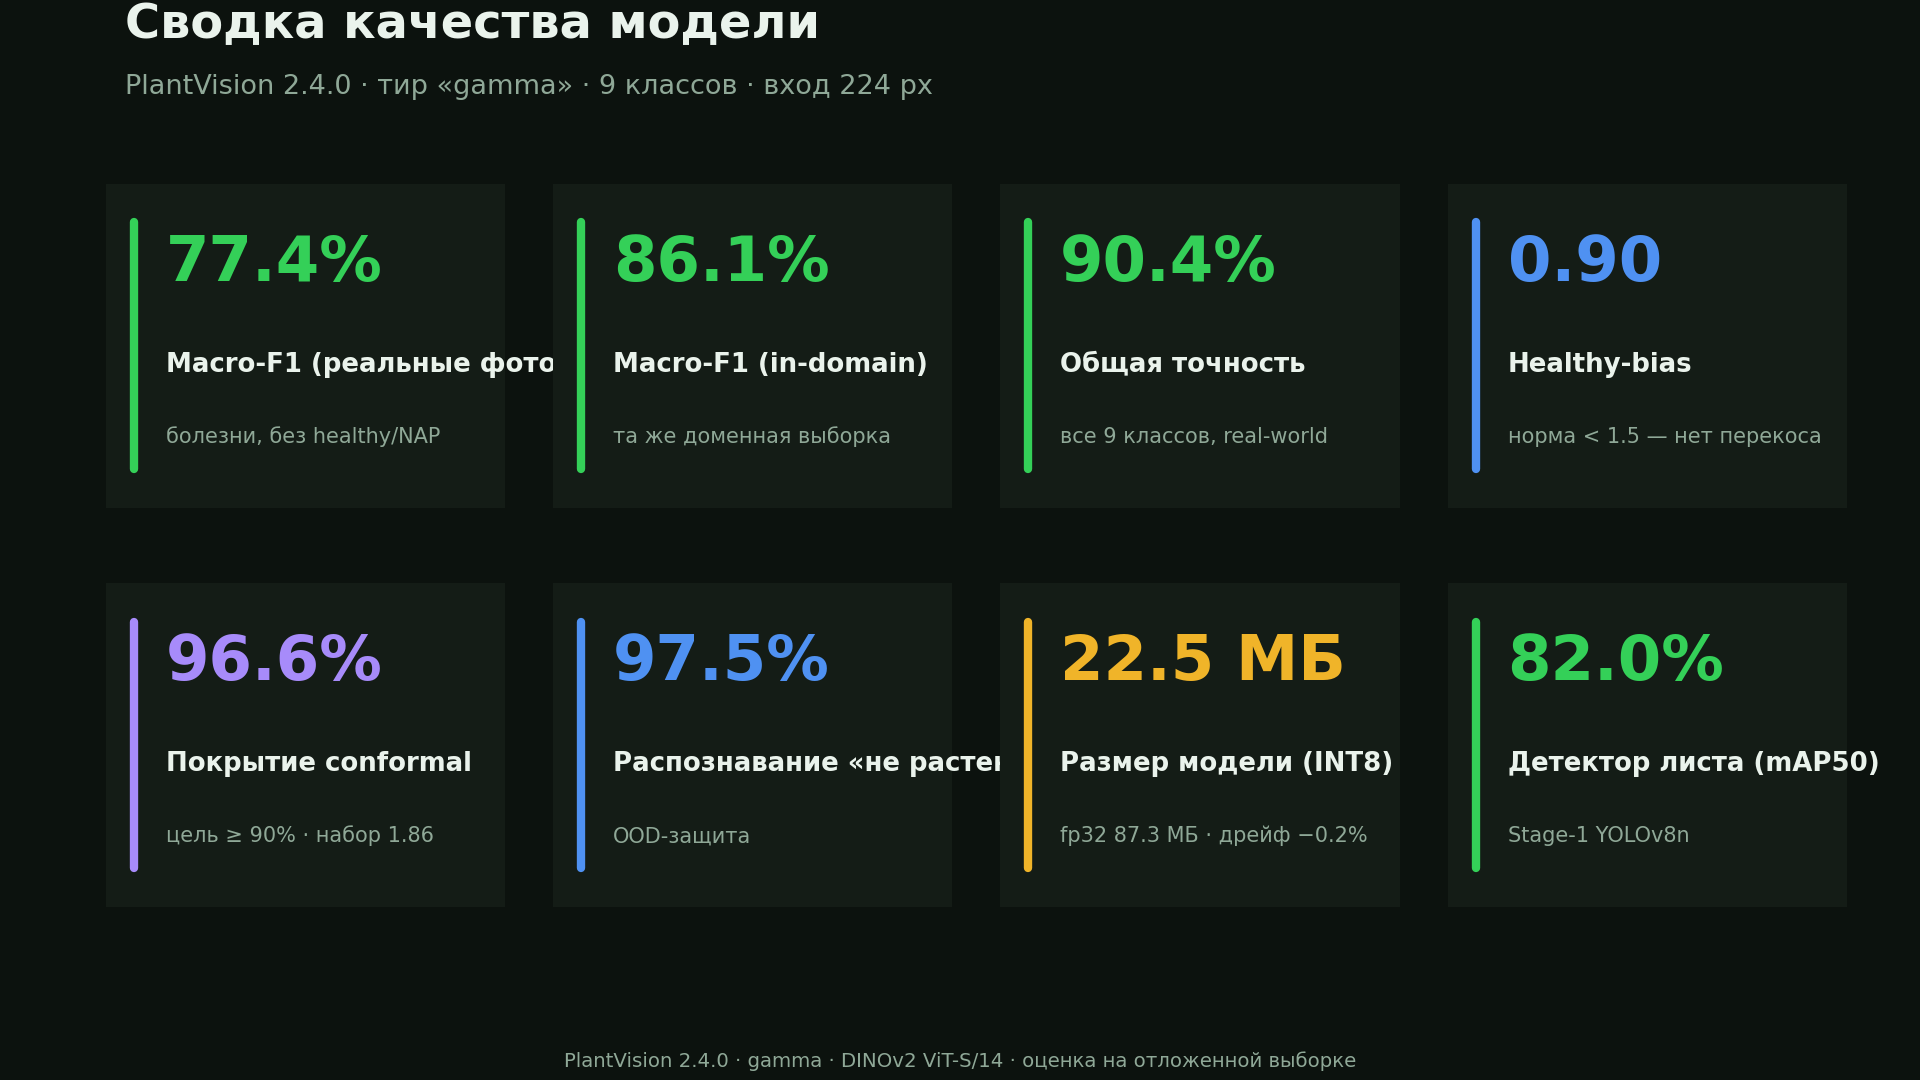 Сводка качества модели
PlantVision 2.4.0 · тир «gamma» · 9 классов · вход 224 px
77.4%
Macro-F1 (реальные фото
болезни, без healthy/NAP
86.1%
Macro-F1 (in-domain)
та же доменная выборка
90.4%
Общая точность
все 9 классов, real-world
0.90
Healthy-bias
норма < 1.5 — нет перекоса
96.6%
Покрытие conformal
цель ≥ 90% · набор 1.86
97.5%
Распознавание «не
OOD-защита
22.5 МБ
Размер модели (INT8)
fp32 87.3 МБ · дрейф −0.2%
82.0%
Детектор листа (mAP50)
Stage-1 YOLOv8n
PlantVision 2.4.0 · gamma · DINOv2 ViT-S/14 · оценка на отложенной выборке